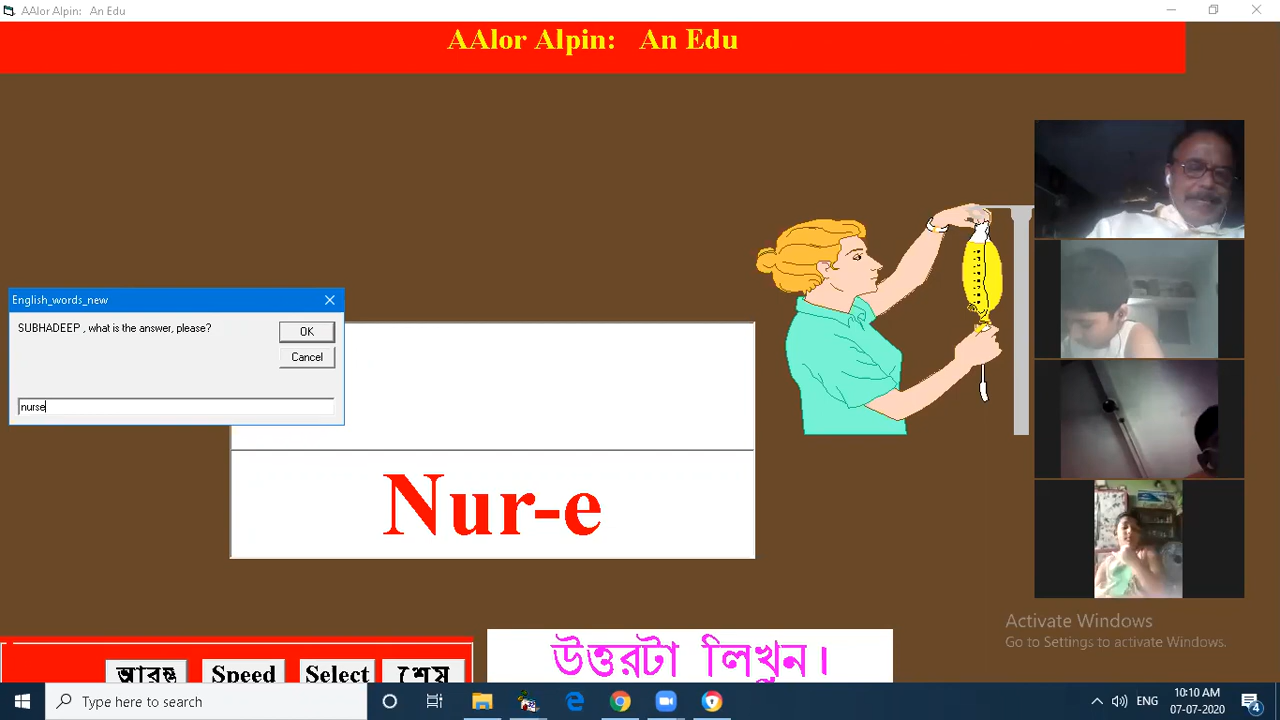 AAlor Alpin:   An Edu
AAlor Alpin:   An Edu
English_words_new
SUBHADEEP , what is the answer, please?
OK
Cancel
nurse
Nur-e
Activate Windows
Go to Settings to activate Windows.
উত্তরটা লিখুন।
আরম্ভ
Speed
Select
শেষ
Type here to search
ENG
10:10 AM
07-07-2020
4